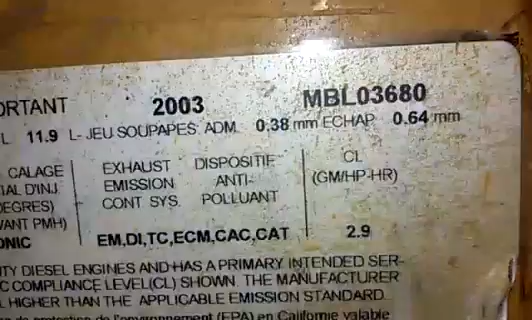 ORTANT 2003 MBL03680
L 11.9 L- JEU SOUPAPES: ADM. 0.38 mm ECHAP. 0.64 mm
CALAGE EXHAUST DISPOSITIF CL
IAL D'INJ EMISSION ANTI- (GM/HP-HR)
DEGRES) CONT SYS. POLLUANT
VANT PMH)
ONIC EM,DI,TC,ECM,CAC,CAT 2.9
TY DIESEL ENGINES AND HAS A PRIMARY INTENDED SER-
C COMPLIANCE LEVEL(CL) SHOWN. THE MANUFACTURER
L HIGHER THAN THE APPLICABLE EMISSION STANDARD.
de protection de l'environnement (EPA) en Californie valable